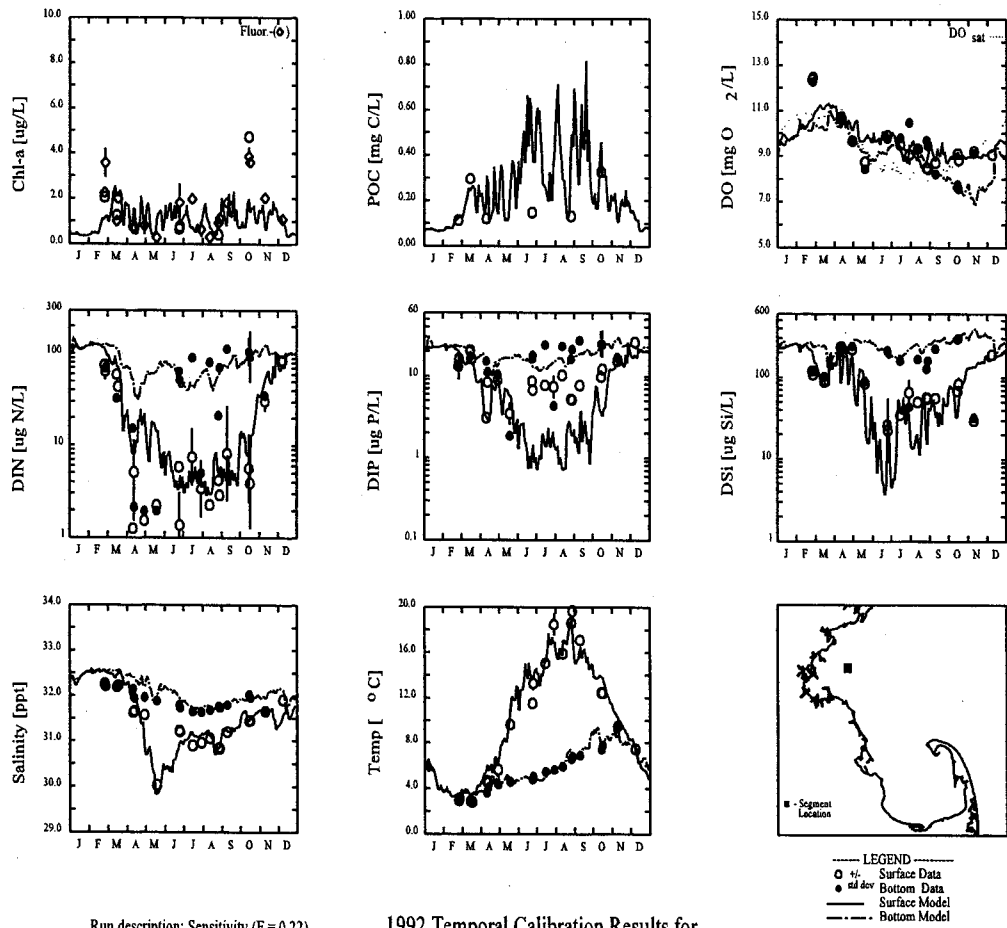 10.0
8.0
6.0
4.0
2.0
0.0
Chl-a [ug/L]
Fluor.-(◊)
J F M A M J J A S O N D
1.00
0.80
0.60
0.40
0.20
0.00
POC [mg C/L]
J F M A M J J A S O N D
15.0
13.0
11.0
9.0
7.0
5.0
DO [mg O 2/L]
DO sat ......
J F M A M J J A S O N D
300
100
10
1
DIN [ug N/L]
J F M A M J J A S O N D
60
10
1
0.1
DIP [ug P/L]
J F M A M J J A S O N D
600
100
10
1
DSi [ug Si/L]
J F M A M J J A S O N D
34.0
33.0
32.0
31.0
30.0
29.0
Salinity [ppt]
J F M A M J J A S O N D
20.0
16.0
12.0
8.0
4.0
0.0
Temp [ °C]
J F M A M J J A S O N D
■ - Segment
Location
------- LEGEND ----------
O +/- Surface Data
● std dev Bottom Data
Surface Model
Bottom Model
Run description: Sensitivity (F = 0.22)
1992 Temporal Calibration Results for